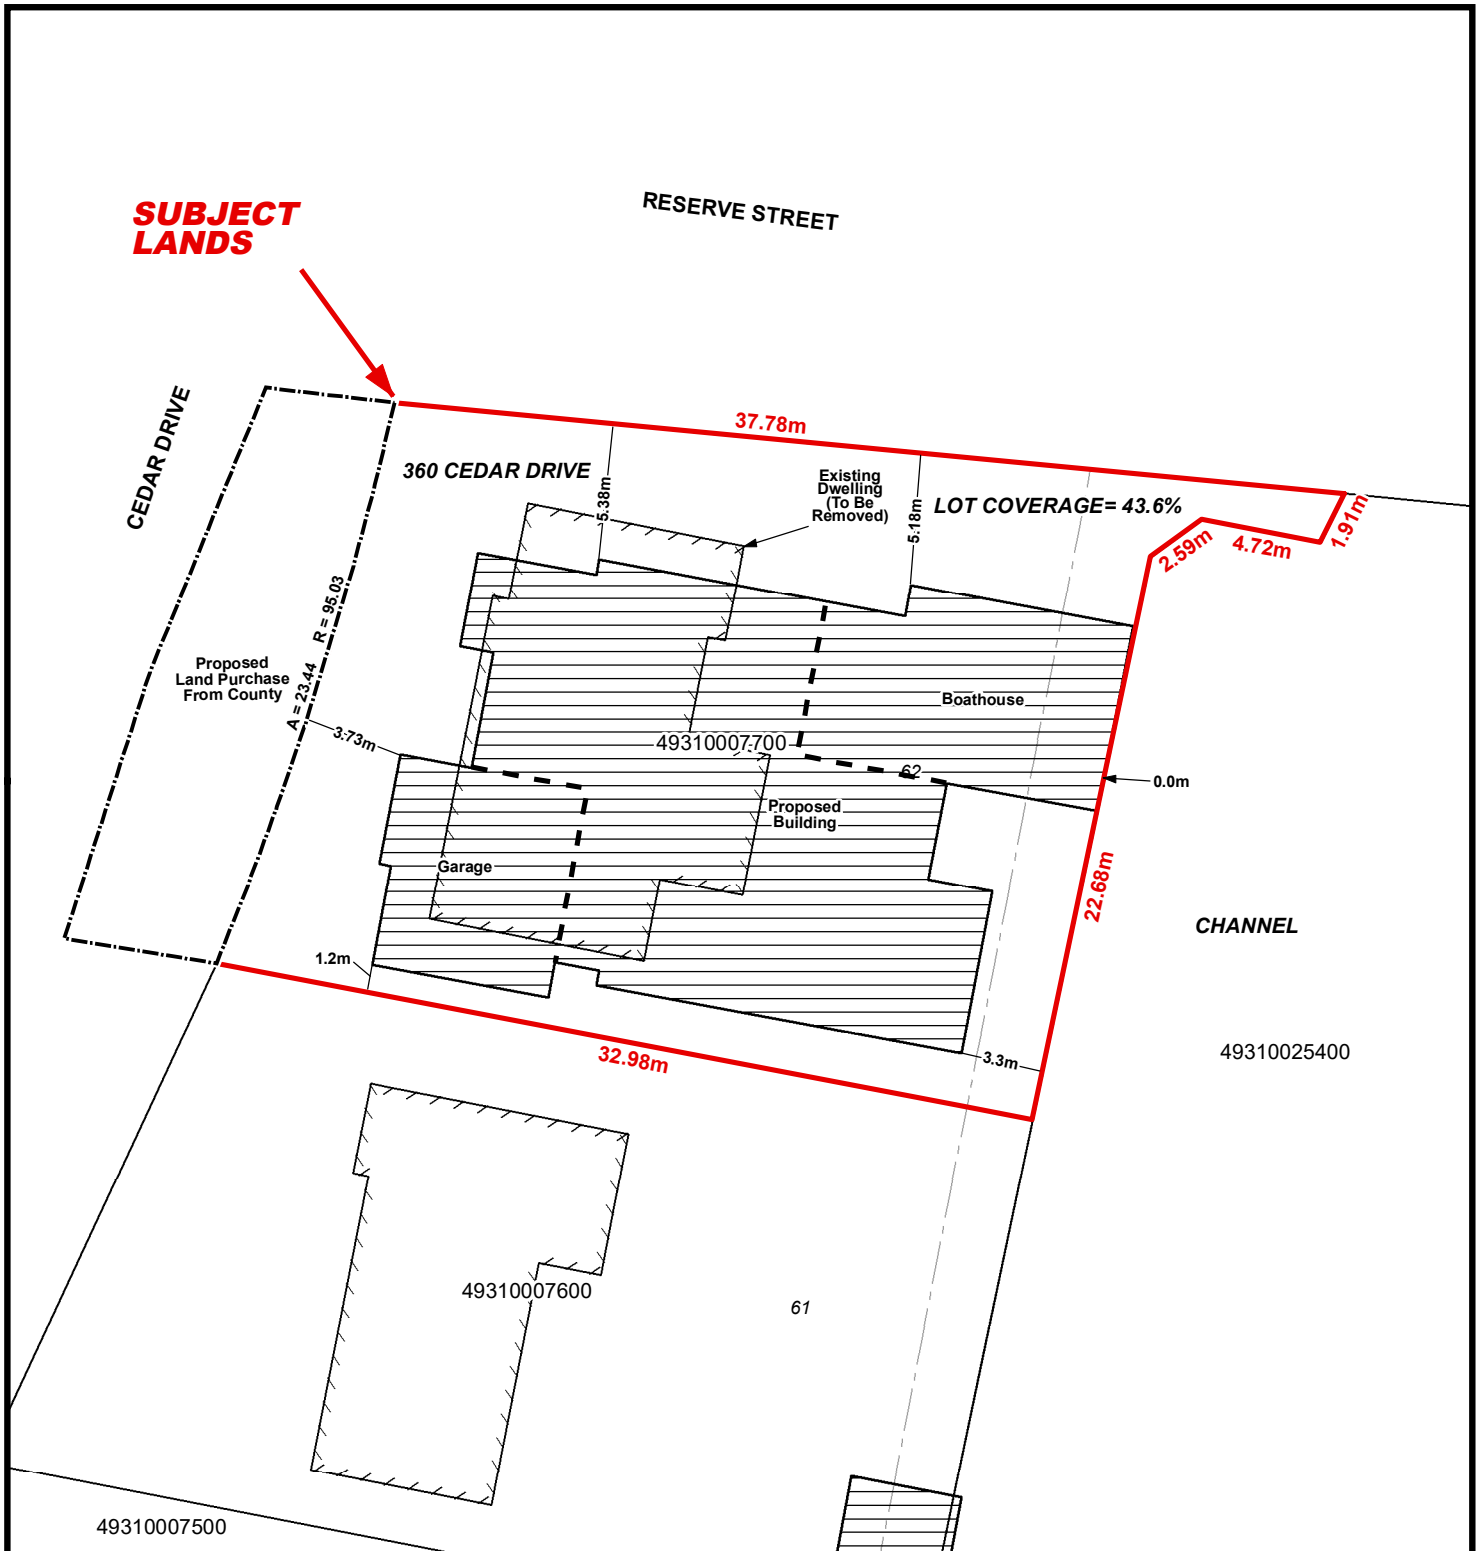 RESERVE STREET
SUBJECT
LANDS
CEDAR DRIVE
37.78m
360 CEDAR DRIVE
5.38m
Existing
Dwelling
(To Be
Removed)
5.18m
LOT COVERAGE= 43.6%
1.91m
4.72m
2.59m
R = 95.03
A = 23.44
Proposed
Land Purchase
From County
3.73m
Boathouse
49310007700
62
0.0m
Proposed
Building
Garage
22.68m
CHANNEL
1.2m
32.98m
3.3m
49310025400
49310007600
61
49310007500